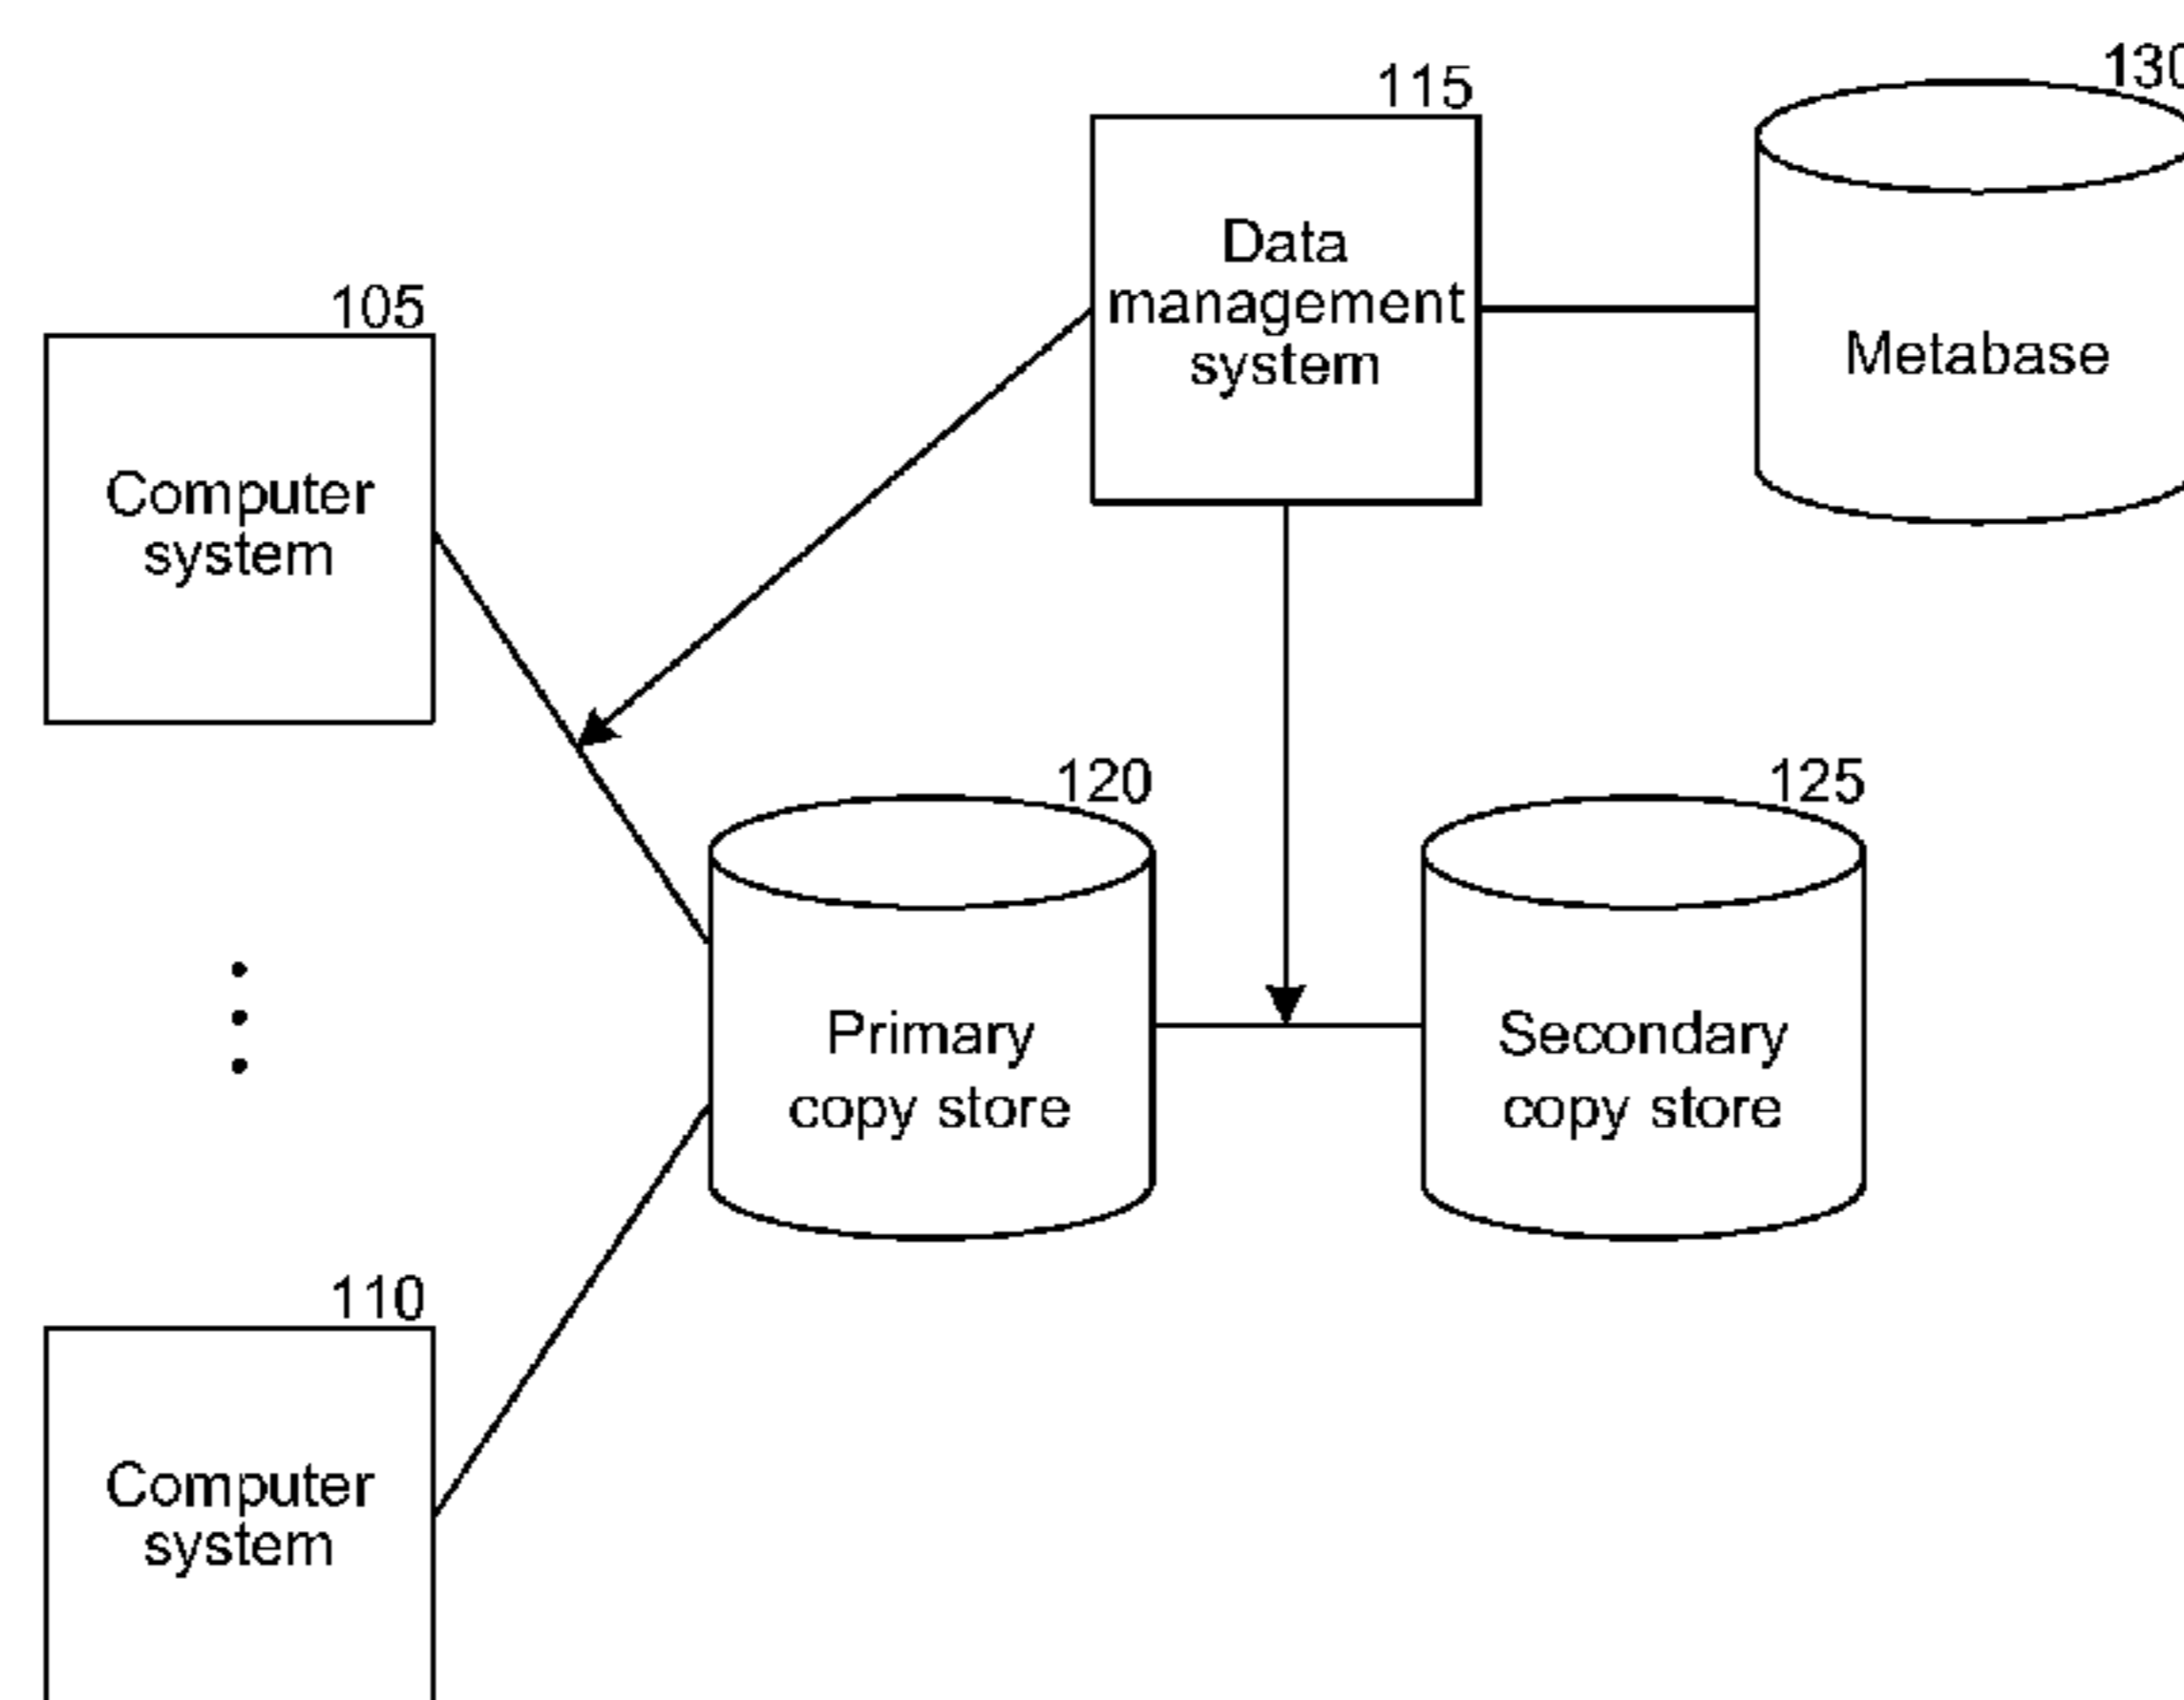 130
115
Data
management
system
Metabase
105
Computer
system
120
125
Primary
copy store
Secondary
copy store
110
Computer
system